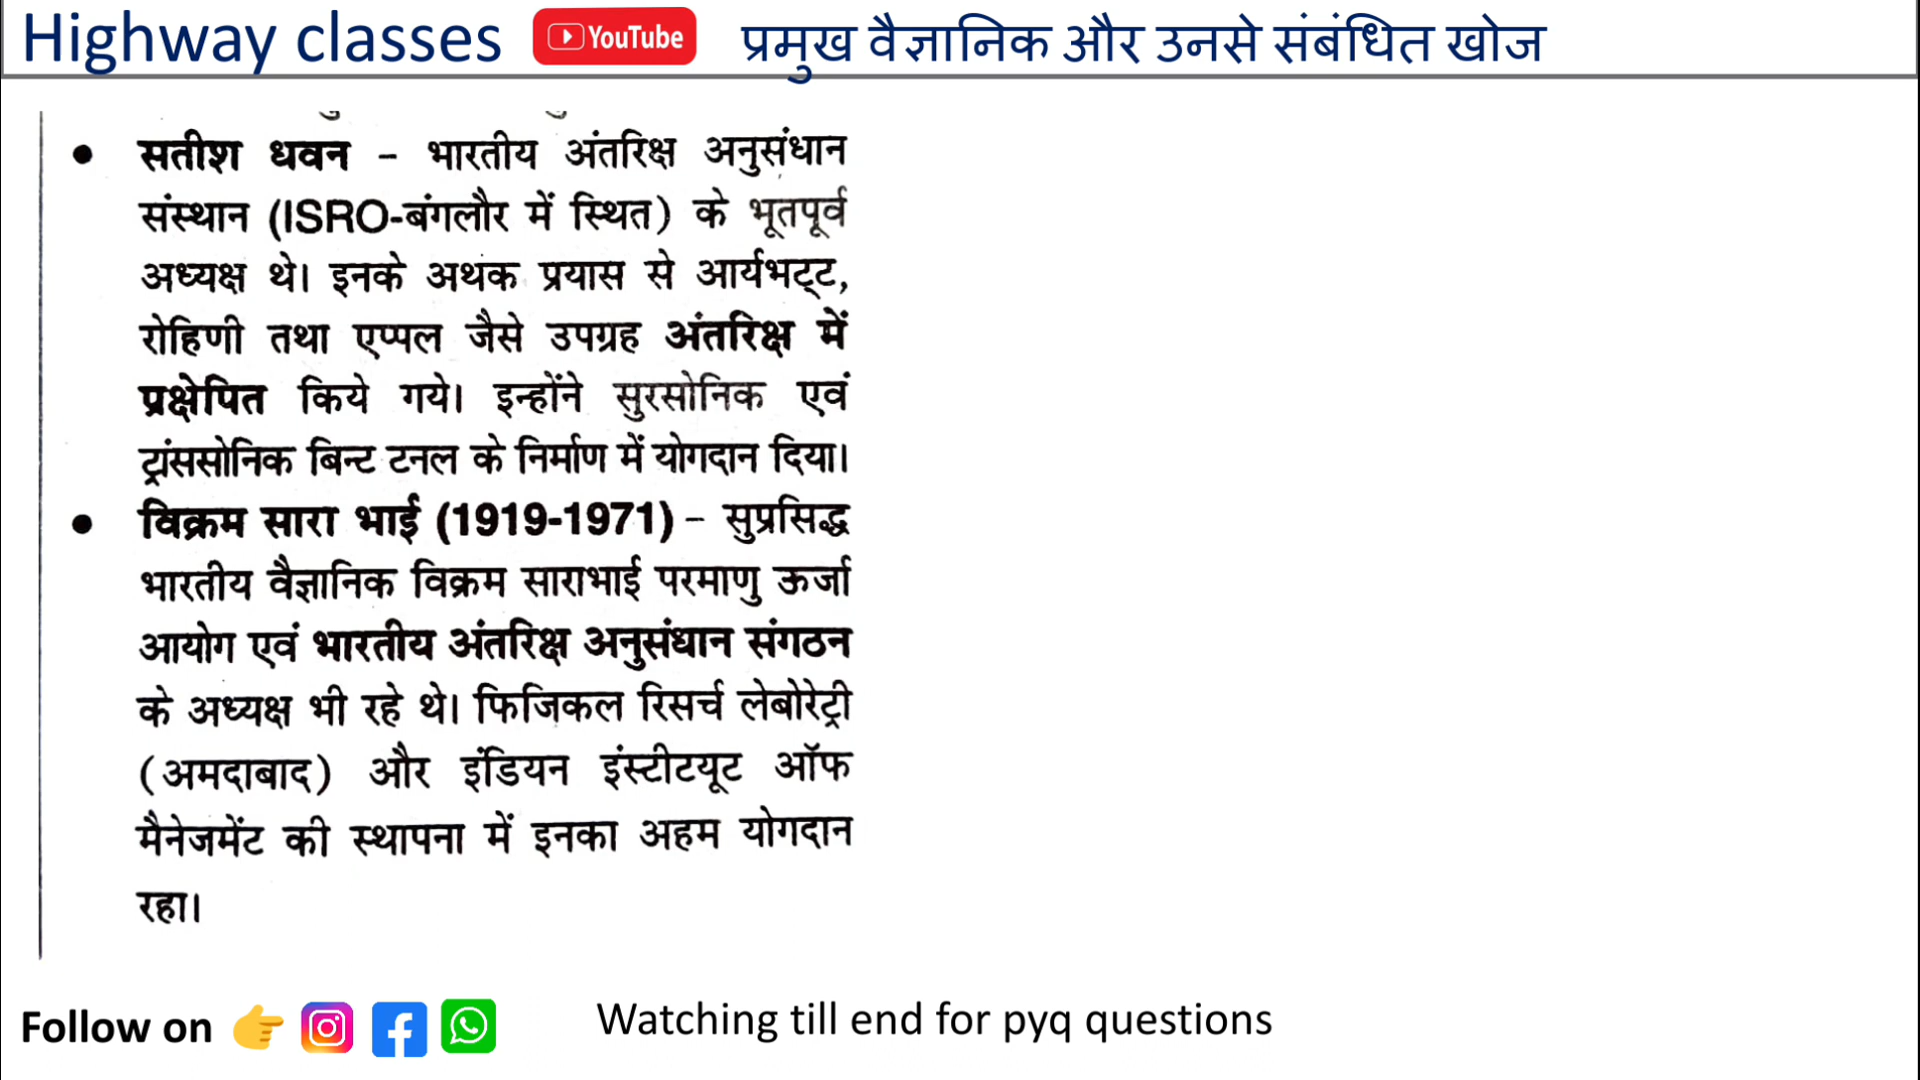 Highway classes YouTube प्रमुख वैज्ञानिक और उनसे संबंधित खोज
• सतीश धवन - भारतीय अंतरिक्ष अनुसंधान
संस्थान (ISRO-बंगलौर में स्थित) के भूतपूर्व
अध्यक्ष थे। इनके अथक प्रयास से आर्यभट्ट,
रोहिणी तथा एप्पल जैसे उपग्रह अंतरिक्ष में
प्रक्षेपित किये गये। इन्होंने सुरसोनिक एवं
ट्रांससोनिक बिन्ट टनल के निर्माण में योगदान दिया।
• विक्रम सारा भाई (1919-1971) - सुप्रसिद्ध
भारतीय वैज्ञानिक विक्रम साराभाई परमाणु ऊर्जा
आयोग एवं भारतीय अंतरिक्ष अनुसंधान संगठन
के अध्यक्ष भी रहे थे। फिजिकल रिसर्च लेबोरेट्री
(अमदाबाद) और इंडियन इंस्टीटयूट ऑफ
मैनेजमेंट की स्थापना में इनका अहम योगदान
रहा।
Follow on Watching till end for pyq questions